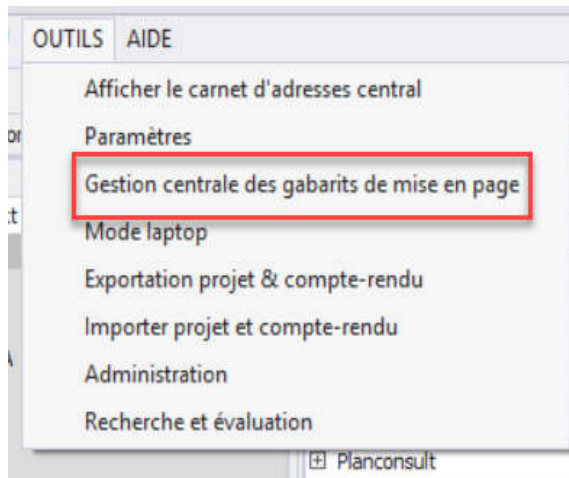 OUTILS AIDE
Afficher le carnet d'adresses central
Paramètres
Gestion centrale des gabarits de mise en page
Mode laptop
Exportation projet & compte-rendu
Importer projet et compte-rendu
Administration
Recherche et évaluation
Planconsult